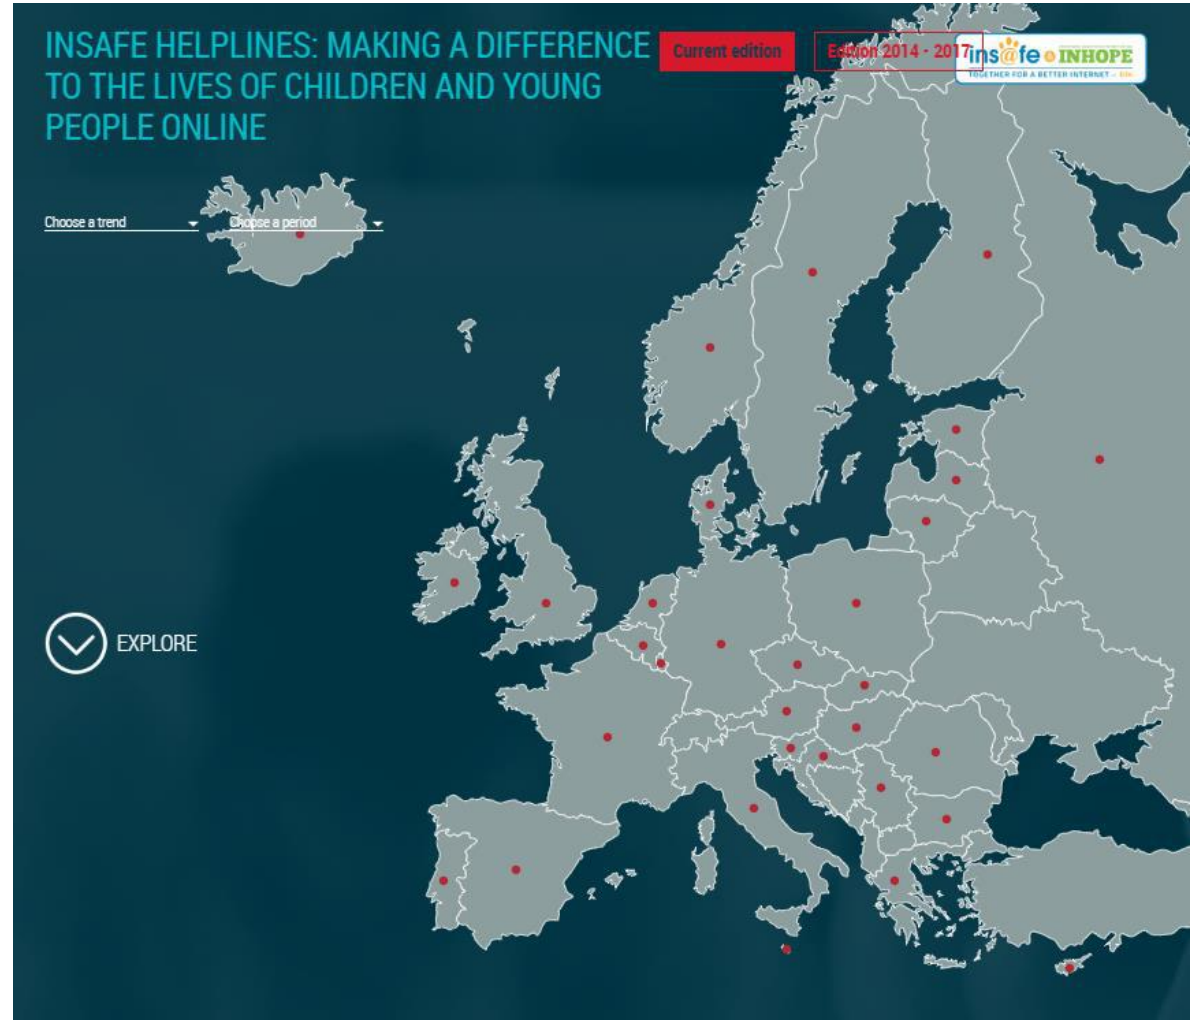 INSAFE HELPLINES: MAKING A DIFFERENCE
TO THE LIVES OF CHILDREN AND YOUNG
PEOPLE ONLINE
Current edition
Edition 2014 - 2017
ins@fe INHOPE
TOGETHER FOR A BETTER INTERNET
Choose a trend
Choose a period
EXPLORE